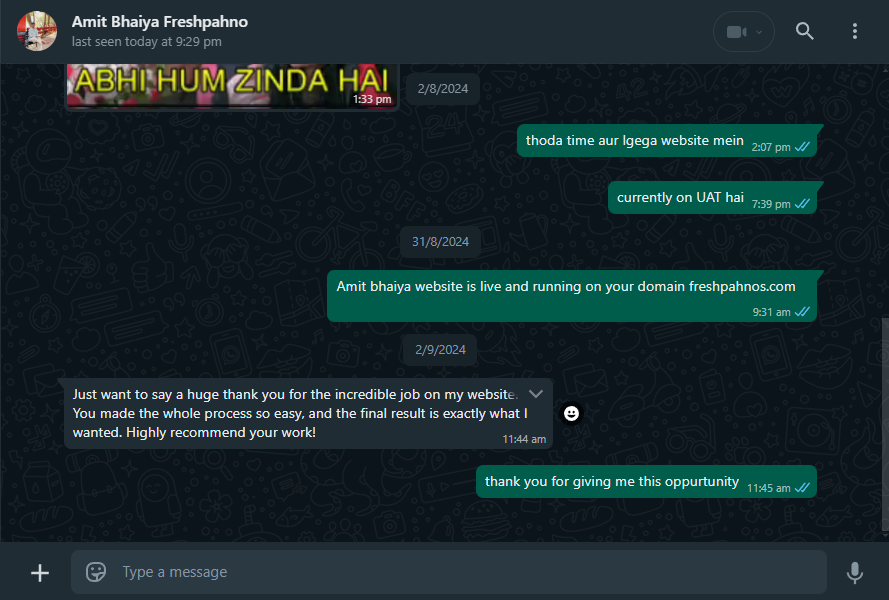 Amit Bhaiya Freshpahno
last seen today at 9:29 pm
ABHI HUM ZINDA HAI
1:33 pm
2/8/2024
thoda time aur lgega website mein 2:07 pm
currently on UAT hai 7:39 pm
31/8/2024
Amit bhaiya website is live and running on your domain freshpahnos.com
9:31 am
2/9/2024
Just want to say a huge thank you for the incredible job on my website.
You made the whole process so easy, and the final result is exactly what I
wanted. Highly recommend your work!
11:44 am
thank you for giving me this oppurtunity 11:45 am
Type a message